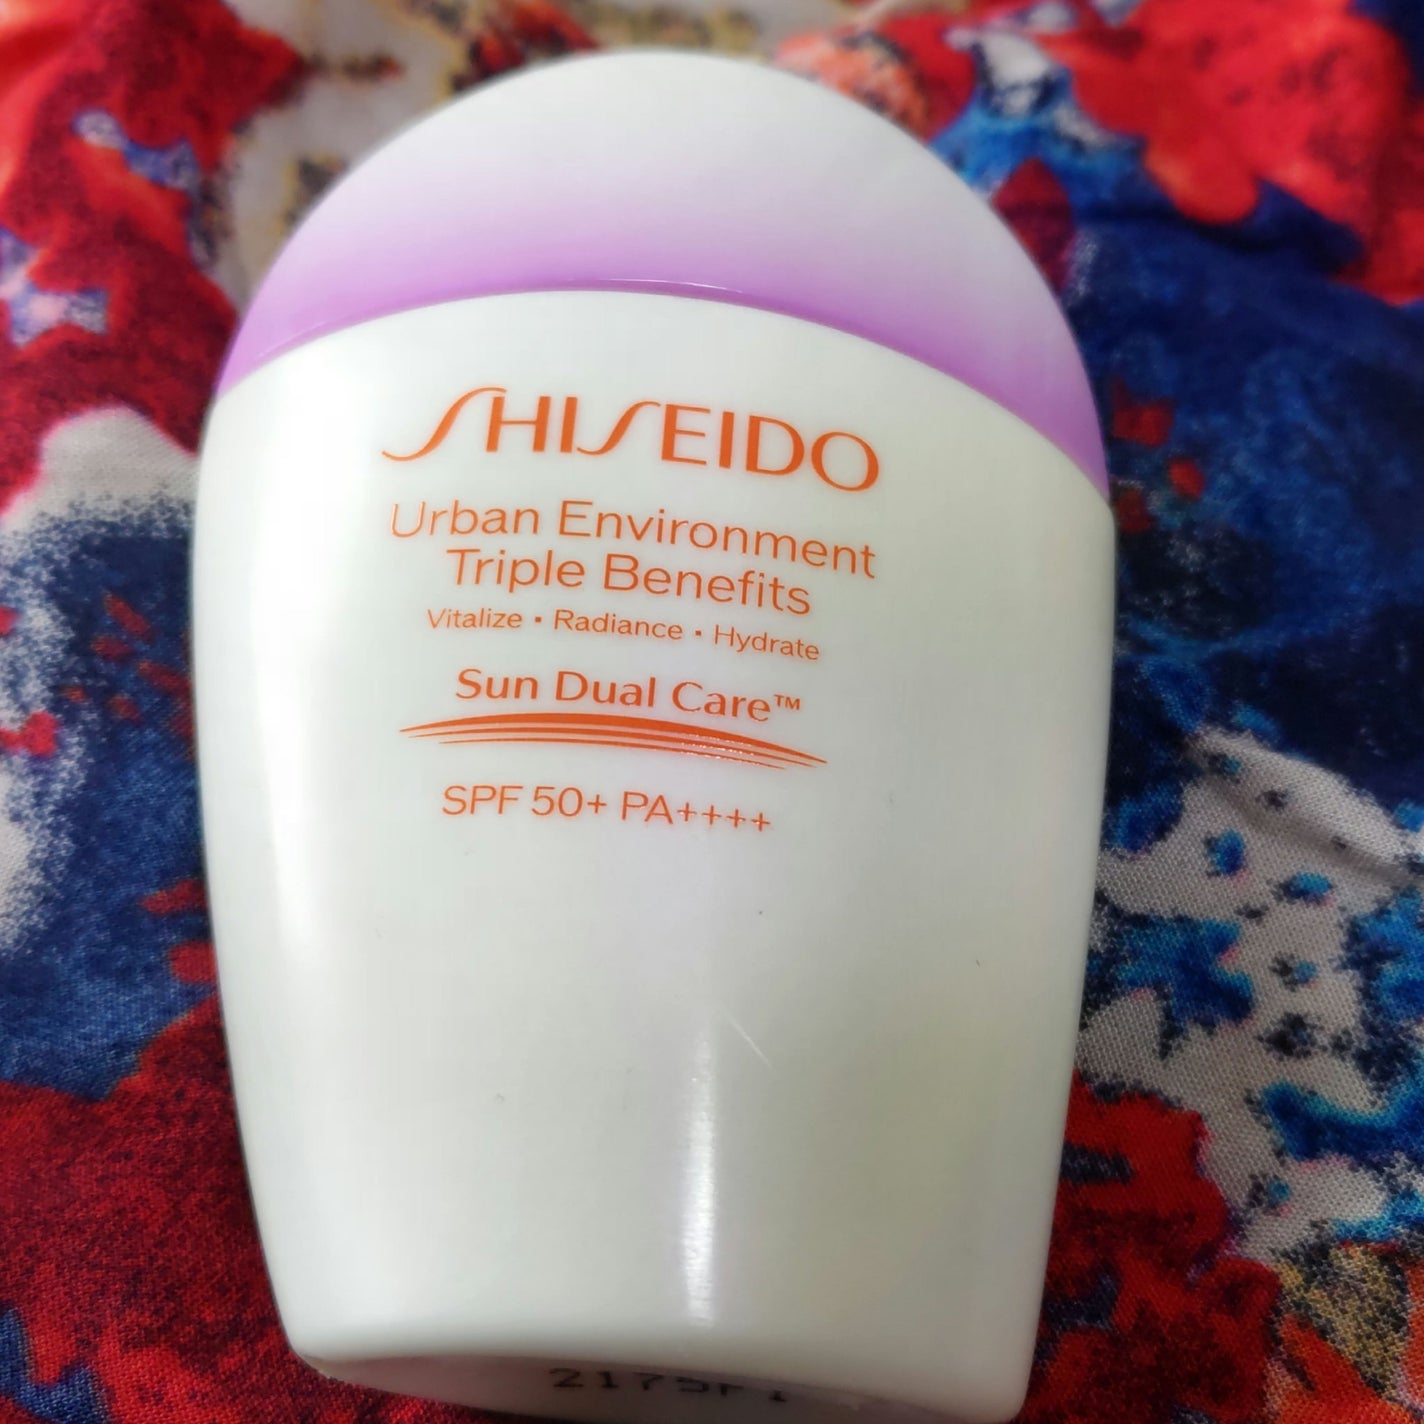 SHISEIDO
Urban Environment
Triple Benefits
Vitalize · Radiance · Hydrate
Sun Dual Care™
SPF 50+ PA++++